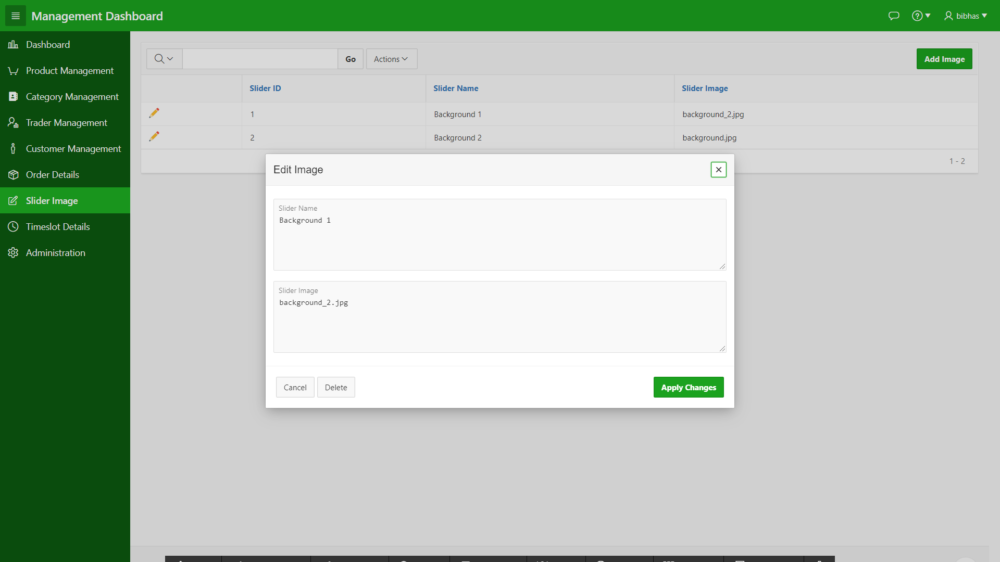 Management Dashboard
bibhas
Dashboard
Product Management
Category Management
Trader Management
Customer Management
Order Details
Slider Image
Timeslot Details
Administration
Go
Actions
Add Image
Slider ID
Slider Name
Slider Image
1
Background 1
background_2.jpg
2
Background 2
background.jpg
1 - 2
Edit Image
Slider Name
Background 1
Slider Image
background_2.jpg
Cancel
Delete
Apply Changes